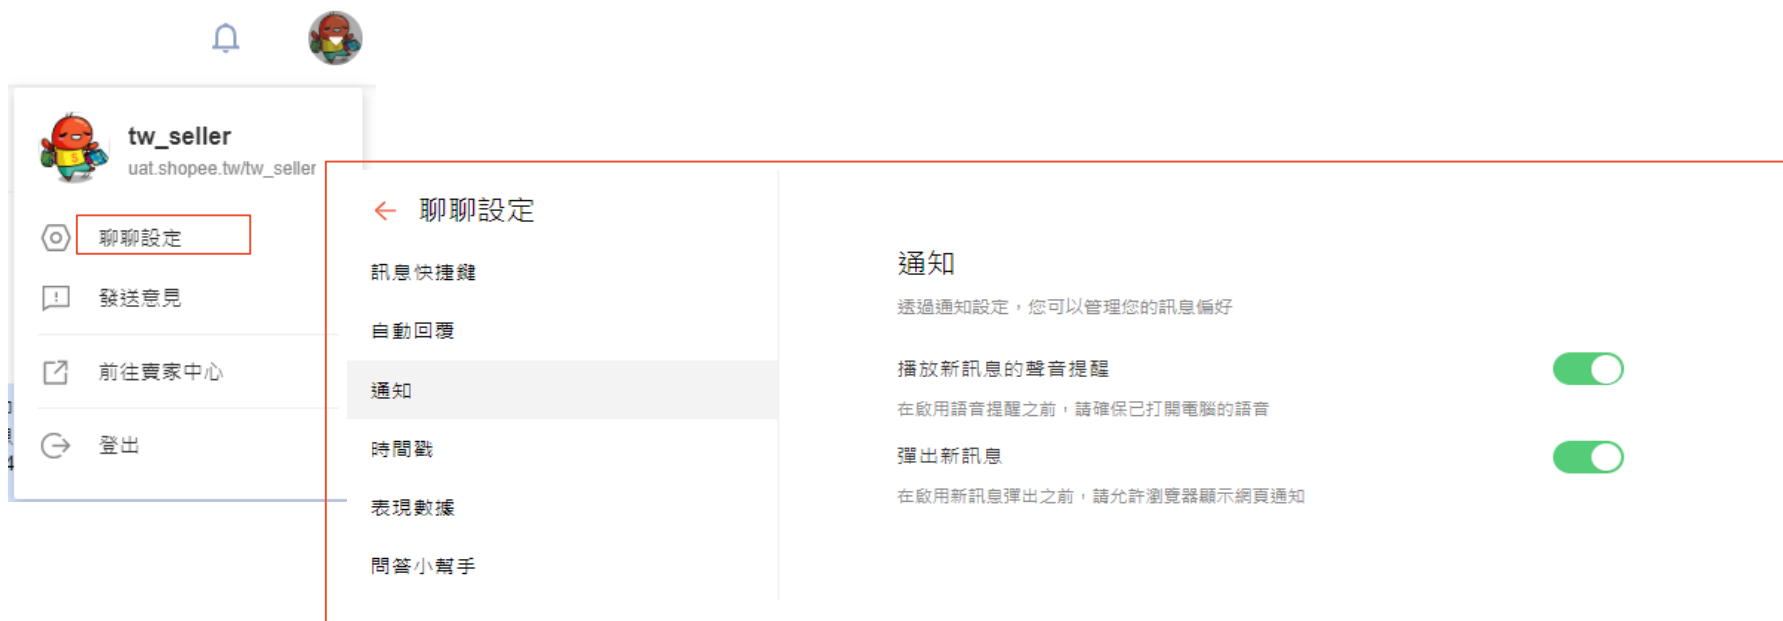 tw_seller
uat.shopee.tw/tw_seller
聊聊設定
發送意見
前往賣家中心
登出
← 聊聊設定
訊息快捷鍵
自動回覆
通知
時間戳
表現數據
問答小幫手
通知
透過通知設定，您可以管理您的訊息偏好
播放新訊息的聲音提醒
在啟用語音提醒之前，請確保已打開電腦的語音
彈出新訊息
在啟用新訊息彈出之前，請允許瀏覽器顯示網頁通知